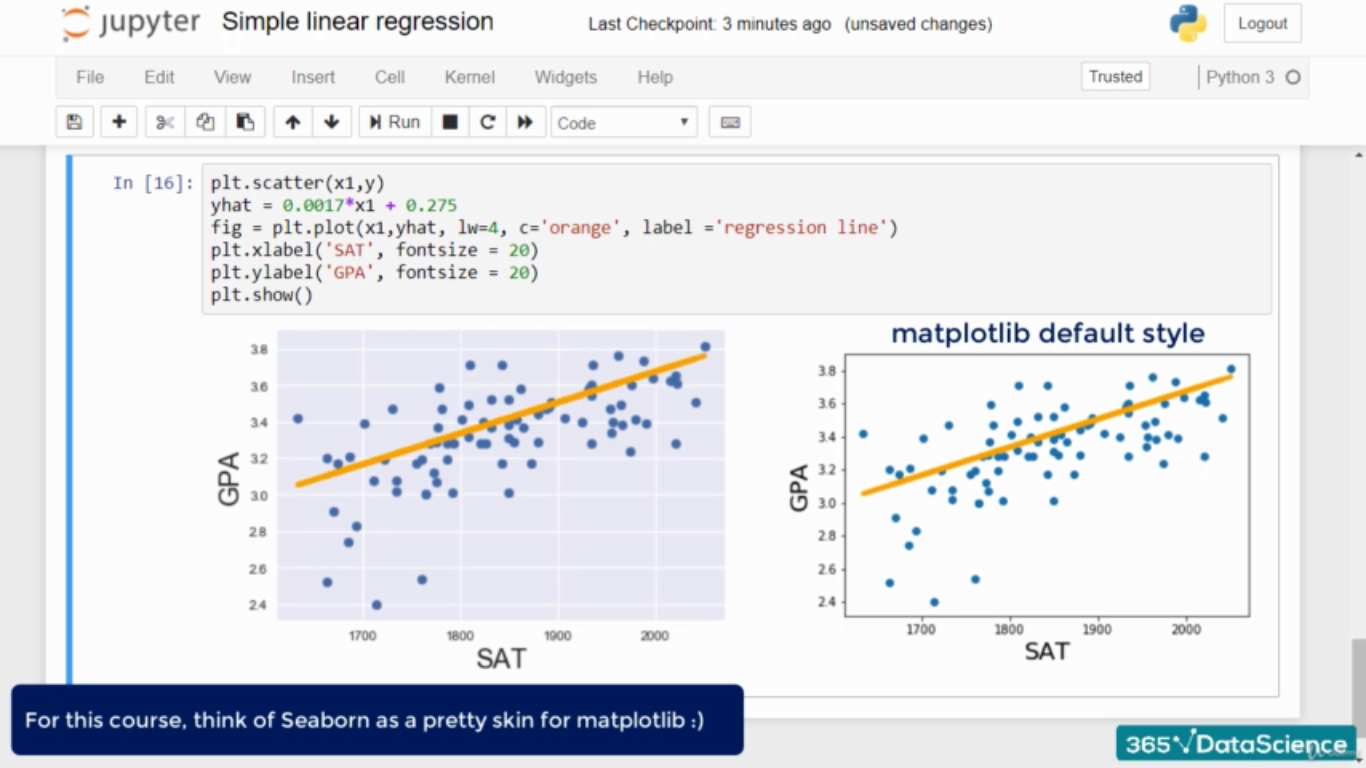 jupyter Simple linear regression Last Checkpoint: 3 minutes ago (unsaved changes) Logout
File Edit View Insert Cell Kernel Widgets Help Trusted Python 3
Run Code
In [16]: plt.scatter(x1,y)
yhat = 0.0017*x1 + 0.275
fig = plt.plot(x1,yhat, lw=4, c='orange', label ='regression line')
plt.xlabel('SAT', fontsize = 20)
plt.ylabel('GPA', fontsize = 20)
plt.show()
3.8
3.6
3.4
3.2
3.0
2.8
2.6
2.4
GPA
1700 1800 1900 2000
SAT
matplotlib default style
3.8
3.6
3.4
3.2
3.0
2.8
2.6
2.4
GPA
1700 1800 1900 2000
SAT
For this course, think of Seaborn as a pretty skin for matplotlib :)
365 DataScience